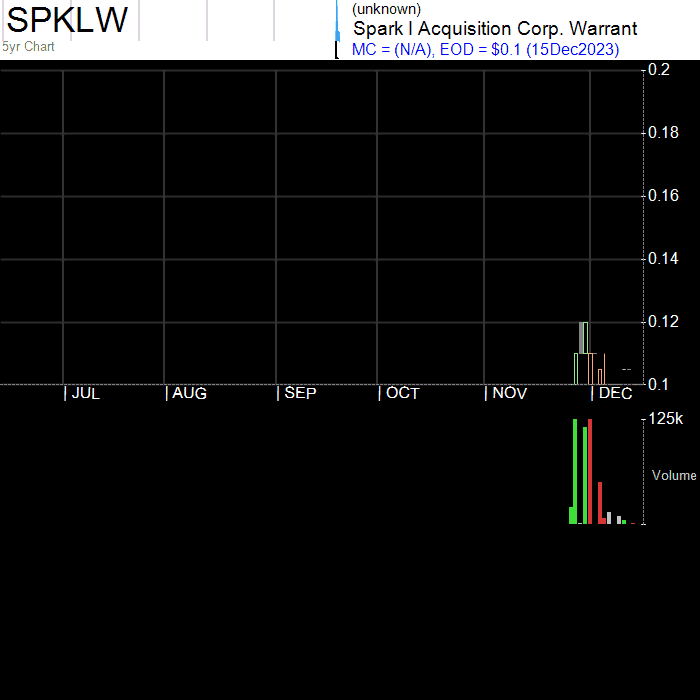 SPKLW
5yr Chart
(unknown)
Spark I Acquisition Corp. Warrant
MC = (N/A), EOD = $0.1 (15Dec2023)
0.2
0.18
0.16
0.14
0.12
0.1
| JUL | AUG | SEP | OCT | NOV | DEC
125k
Volume